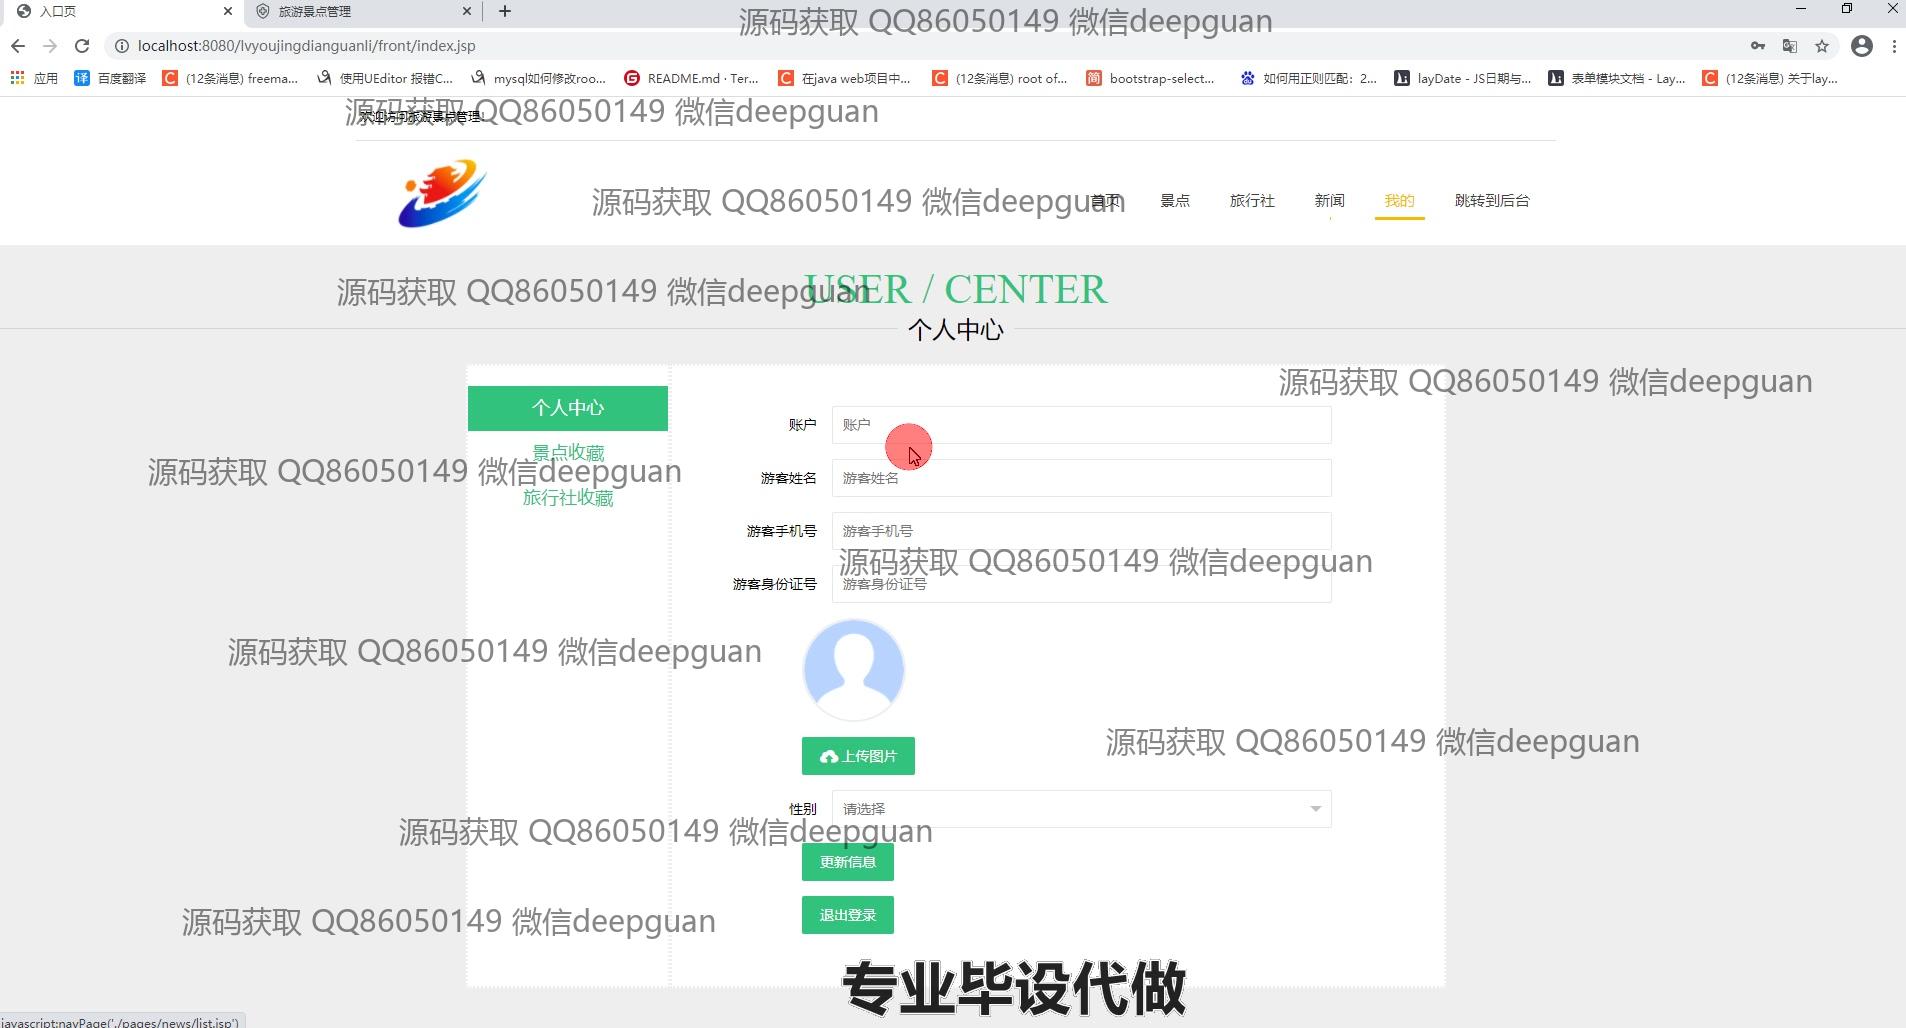 入口页
旅游景点管理
源码获取 QQ86050149 微信deepguan
localhost:8080/lvyoujingdianguanli/front/index.jsp
应用
百度翻译
(12条消息) freema...
使用UEditor 报错C...
mysql如何修改roo...
README.md · Ter...
在java web项目中...
(12条消息) root of...
bootstrap-select...
如何用正则匹配：2...
layDate - JS日期与...
表单模块文档 - Lay...
(12条消息) 关于lay...
源码获取 QQ86050149 微信deepguan
欢迎访问旅游景点管理!
源码获取 QQ86050149 微信deepguan
首页
景点
旅行社
新闻
我的
跳转到后台
源码获取 QQ86050149 微信deepguan
USER / CENTER
个人中心
源码获取 QQ86050149 微信deepguan
个人中心
账户
账户
景点收藏
源码获取 QQ86050149 微信deepguan
游客姓名
游客姓名
旅行社收藏
游客手机号
游客手机号
源码获取 QQ86050149 微信deepguan
游客身份证号
游客身份证号
源码获取 QQ86050149 微信deepguan
上传图片
源码获取 QQ86050149 微信deepguan
性别
请选择
源码获取 QQ86050149 微信deepguan
更新信息
退出登录
源码获取 QQ86050149 微信deepguan
专业毕设代做
javascript:navPage('./pages/news/list.jsp')